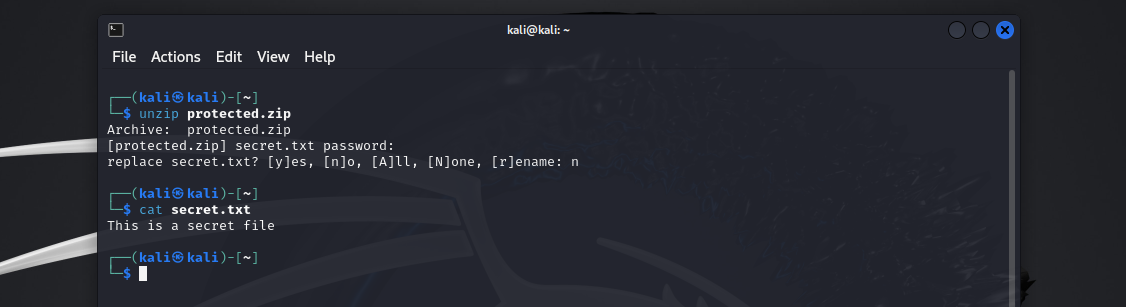 kali@kali: ~
File Actions Edit View Help
┌──(kali㉿kali)-[~]
└─$ unzip protected.zip
Archive:  protected.zip
[protected.zip] secret.txt password:
replace secret.txt? [y]es, [n]o, [A]ll, [N]one, [r]ename: n
┌──(kali㉿kali)-[~]
└─$ cat secret.txt
This is a secret file
┌──(kali㉿kali)-[~]
└─$